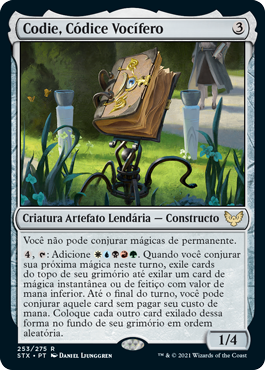 Codie, Códice Vocífero 3
Criatura Artefato Lendária — Constructo
Você não pode conjurar mágicas de permanente.
4, : Adicione . Quando você conjurar
sua próxima mágica neste turno, exile cards
do topo de seu grimório até exilar um card de
mágica instantânea ou de feitiço com valor de
mana inferior. Até o final do turno, você pode
conjurar aquele card sem pagar seu custo de
mana. Coloque cada outro card exilado dessa
forma no fundo de seu grimório em ordem
aleatória.
1/4
253/275 R
STX • PT DANIEL LJUNGGREN
™ & © 2021 Wizards of the Coast